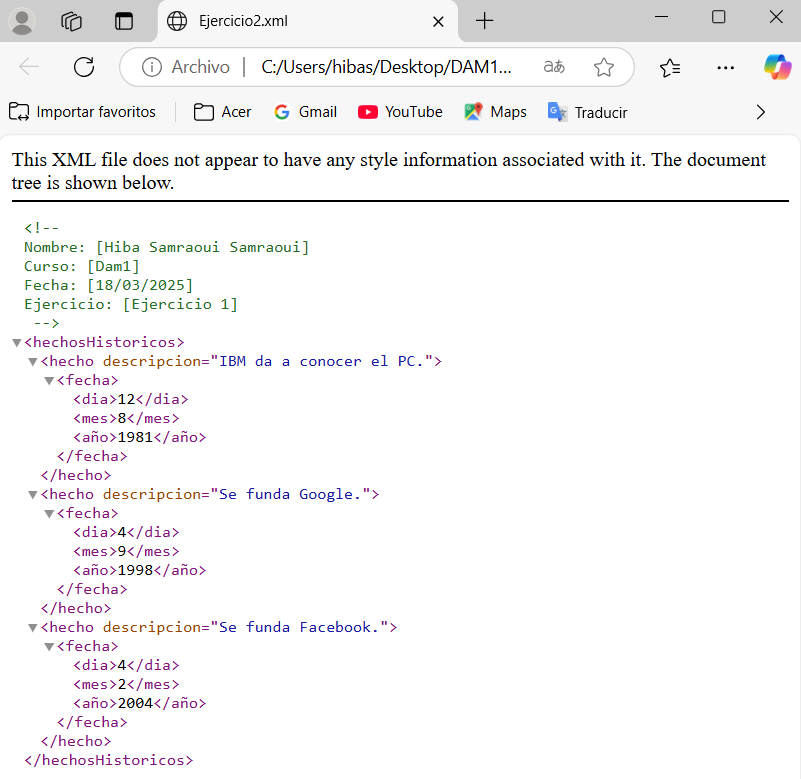 Ejercicio2.xml
Archivo C:/Users/hibas/Desktop/DAM1... aあ
Importar favoritos Acer Gmail YouTube Maps Traducir
This XML file does not appear to have any style information associated with it. The document
tree is shown below.
<!--
Nombre: [Hiba Samraoui Samraoui]
Curso: [Dam1]
Fecha: [18/03/2025]
Ejercicio: [Ejercicio 1]
-->
<hechosHistoricos>
<hecho descripcion="IBM da a conocer el PC.">
<fecha>
<dia>12</dia>
<mes>8</mes>
<año>1981</año>
</fecha>
</hecho>
<hecho descripcion="Se funda Google.">
<fecha>
<dia>4</dia>
<mes>9</mes>
<año>1998</año>
</fecha>
</hecho>
<hecho descripcion="Se funda Facebook.">
<fecha>
<dia>4</dia>
<mes>2</mes>
<año>2004</año>
</fecha>
</hecho>
</hechosHistoricos>